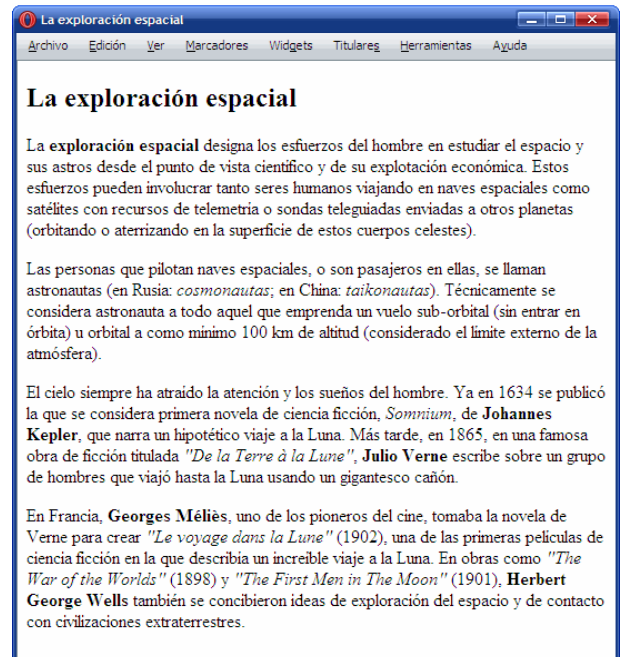 La exploración espacial
Archivo Edición Ver Marcadores Widgets Titulares Herramientas Ayuda
La exploración espacial
La exploración espacial designa los esfuerzos del hombre en estudiar el espacio y
sus astros desde el punto de vista científico y de su explotación económica. Estos
esfuerzos pueden involucrar tanto seres humanos viajando en naves espaciales como
satélites con recursos de telemetria o sondas teleguiadas enviadas a otros planetas
(orbitando o aterrizando en la superficie de estos cuerpos celestes).
Las personas que pilotan naves espaciales, o son pasajeros en ellas, se llaman
astronautas (en Rusia: cosmonautas; en China: taikonautas). Técnicamente se
considera astronauta a todo aquel que emprenda un vuelo sub-orbital (sin entrar en
órbita) u orbital a como mínimo 100 km de altitud (considerado el límite externo de la
atmósfera).
El cielo siempre ha atraído la atención y los sueños del hombre. Ya en 1634 se publicó
la que se considera primera novela de ciencia ficción, Somnium, de Johannes
Kepler, que narra un hipotético viaje a la Luna. Más tarde, en 1865, en una famosa
obra de ficción titulada "De la Terre à la Lune", Julio Verne escribe sobre un grupo
de hombres que viajó hasta la Luna usando un gigantesco cañón.
En Francia, Georges Méliès, uno de los pioneros del cine, tomaba la novela de
Verne para crear "Le voyage dans la Lune" (1902), una de las primeras películas de
ciencia ficción en la que describía un increíble viaje a la Luna. En obras como "The
War of the Worlds" (1898) y "The First Men in The Moon" (1901), Herbert
George Wells también se concibieron ideas de exploración del espacio y de contacto
con civilizaciones extraterrestres.